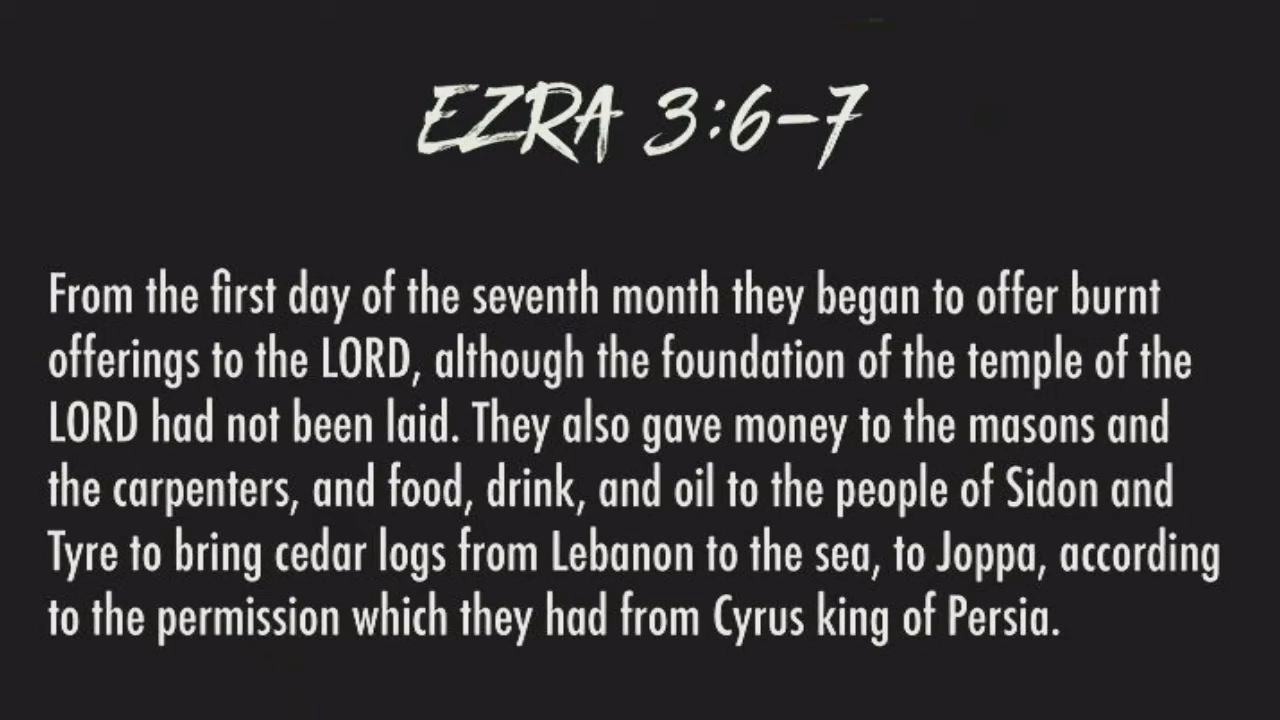 EZRA 3:6-7
From the first day of the seventh month they began to offer burnt
offerings to the LORD, although the foundation of the temple of the
LORD had not been laid. They also gave money to the masons and
the carpenters, and food, drink, and oil to the people of Sidon and
Tyre to bring cedar logs from Lebanon to the sea, to Joppa, according
to the permission which they had from Cyrus king of Persia.